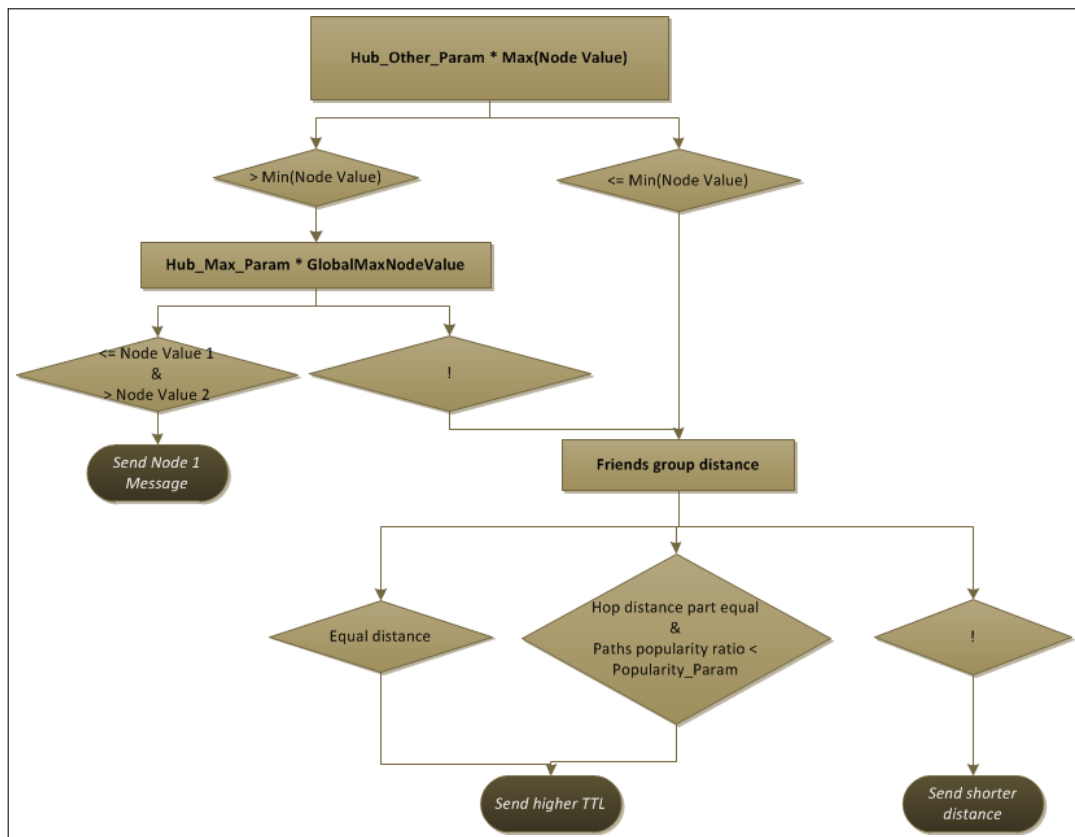 Hub_Other_Param * Max(Node Value)
> Min(Node Value)
<= Min(Node Value)
Hub_Max_Param * GlobalMaxNodeValue
<= Node Value 1
&
> Node Value 2
!
Send Node 1
Message
Friends group distance
Equal distance
Hop distance part equal
&
Paths popularity ratio <
Popularity_Param
!
Send higher TTL
Send shorter
distance